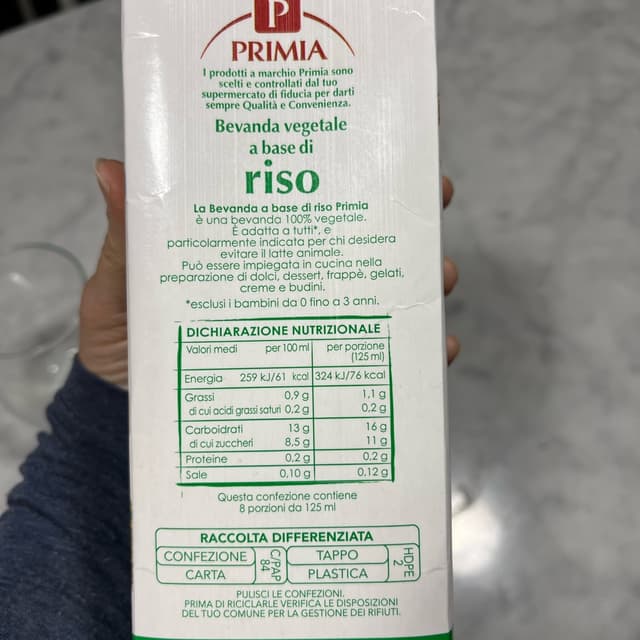 P
PRIMIA
I prodotti a marchio Primia sono
scelti e controllati dal tuo
supermercato di fiducia per darti
sempre Qualità e Convenienza.
Bevanda vegetale
a base di
riso
La Bevanda a base di riso Primia
è una bevanda 100% vegetale.
È adatta a tutti*, e
particolarmente indicata per chi desidera
evitare il latte animale.
Può essere impiegata in cucina nella
preparazione di dolci, dessert, frappè, gelati,
creme e budini.
*esclusi i bambini da 0 fino a 3 anni.
DICHIARAZIONE NUTRIZIONALE
Valori medi per 100 ml per porzione
(125 ml)
Energia 259 kJ/61 kcal 324 kJ/76 kcal
Grassi 0,9 g 1,1 g
di cui acidi grassi saturi 0,2 g 0,2 g
Carboidrati 13 g 16 g
di cui zuccheri 8,5 g 11 g
Proteine 0,2 g 0,2 g
Sale 0,10 g 0,12 g
Questa confezione contiene
8 porzioni da 125 ml
RACCOLTA DIFFERENZIATA
CONFEZIONE C/PAP 84 TAPPO HDPE 2
CARTA PLASTICA
PULISCI LE CONFEZIONI.
PRIMA DI RICICLARLE VERIFICA LE DISPOSIZIONI
DEL TUO COMUNE PER LA GESTIONE DEI RIFIUTI.